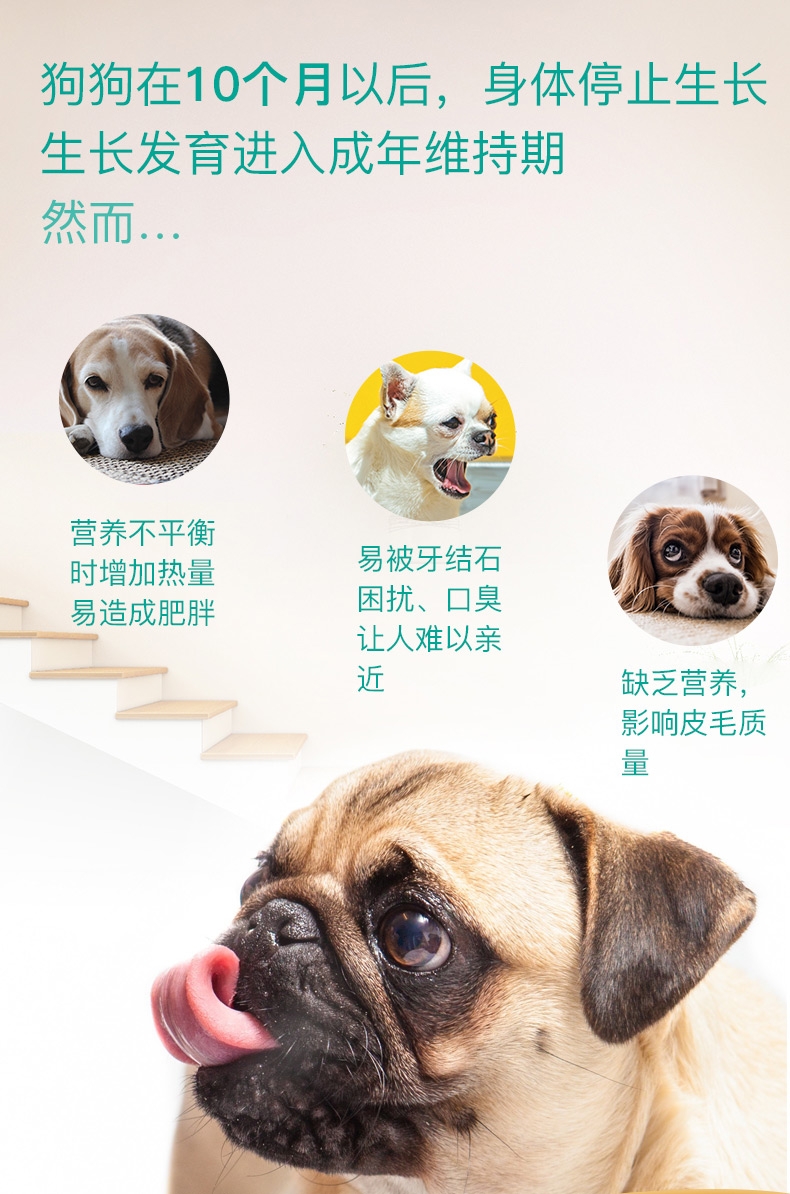 狗狗在10个月以后，身体停止生长
生长发育进入成年维持期
然而...
营养不平衡
时增加热量
易造成肥胖
易被牙结石
困扰、口臭
让人难以亲
近
缺乏营养，
影响皮毛质
量